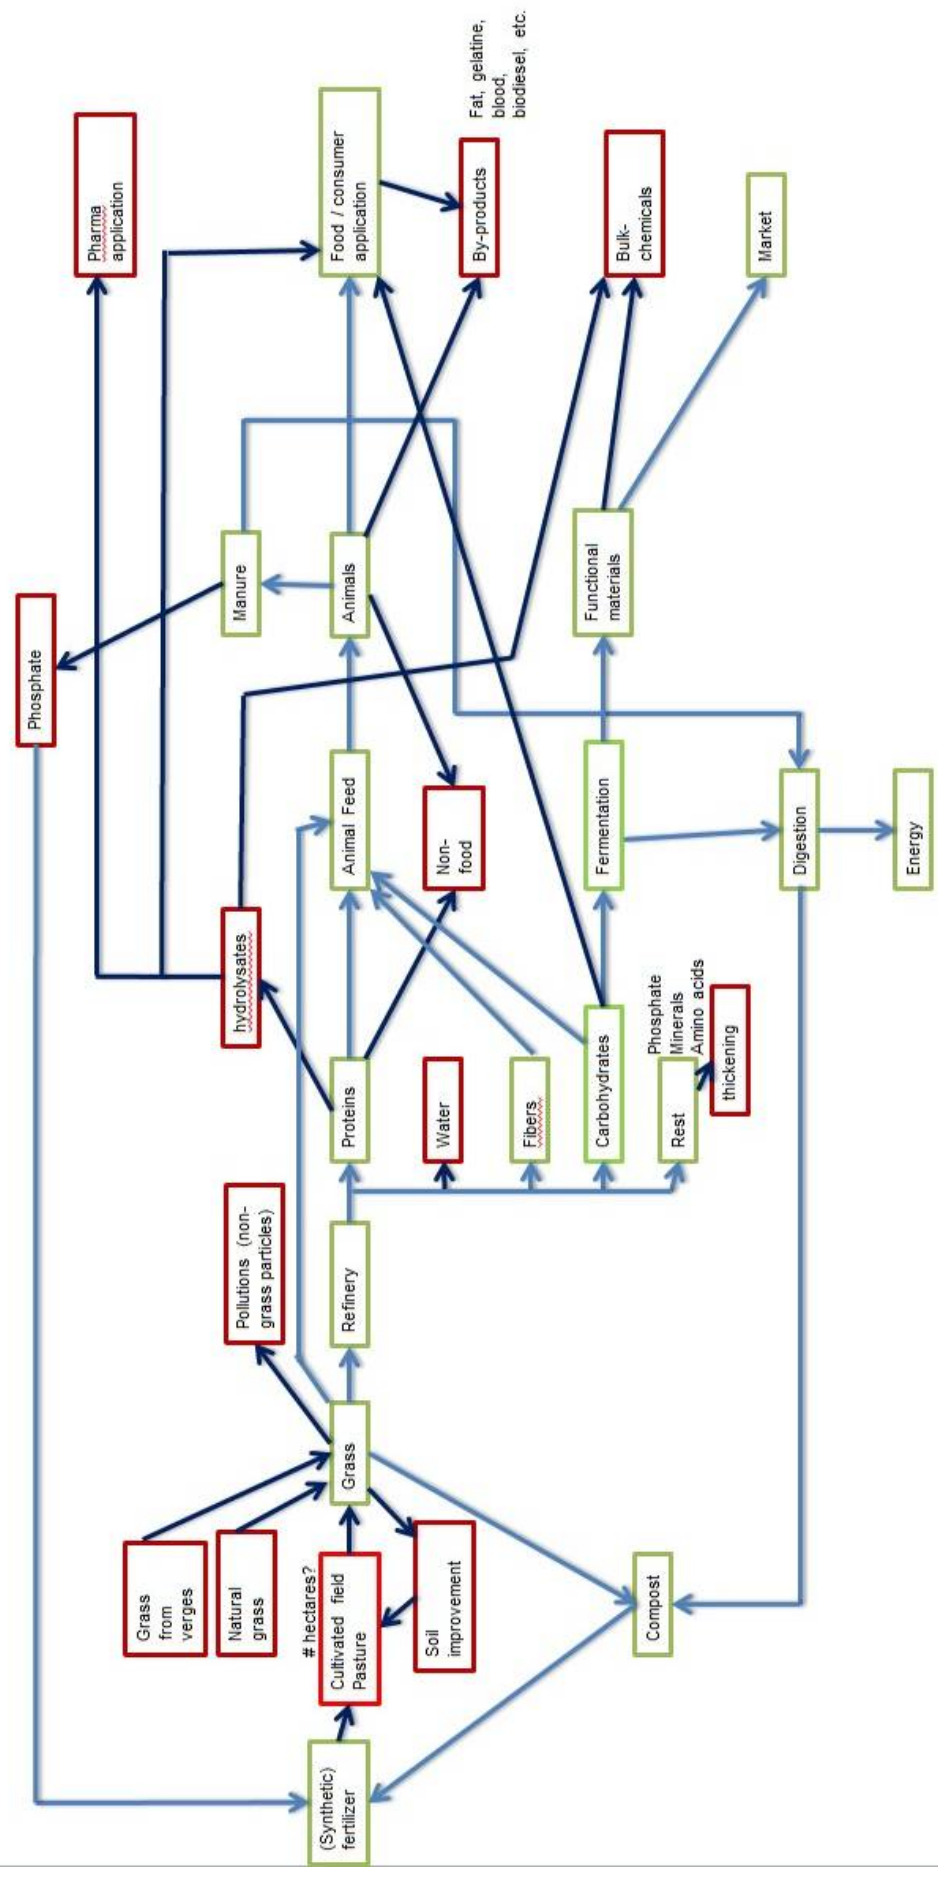 (Synthetic)
fertilizer
# hectares?
Cultivated field
Pasture
Grass
from
verges
Natural
grass
Soil
improvement
Compost
Grass
Pollutions (non-
grass particles)
Refinery
Proteins
Water
Fibers
Carbohydrates
Rest
Phosphate
Minerals
Amino acids
thickening
hydrolysates
Animal Feed
Non-
food
Fermentation
Digestion
Energy
Phosphate
Manure
Animals
Functional
materials
Pharma
application
Food / consumer
application
By-products
Fat, gelatine,
blood,
biodiesel, etc.
Bulk-
chemicals
Market